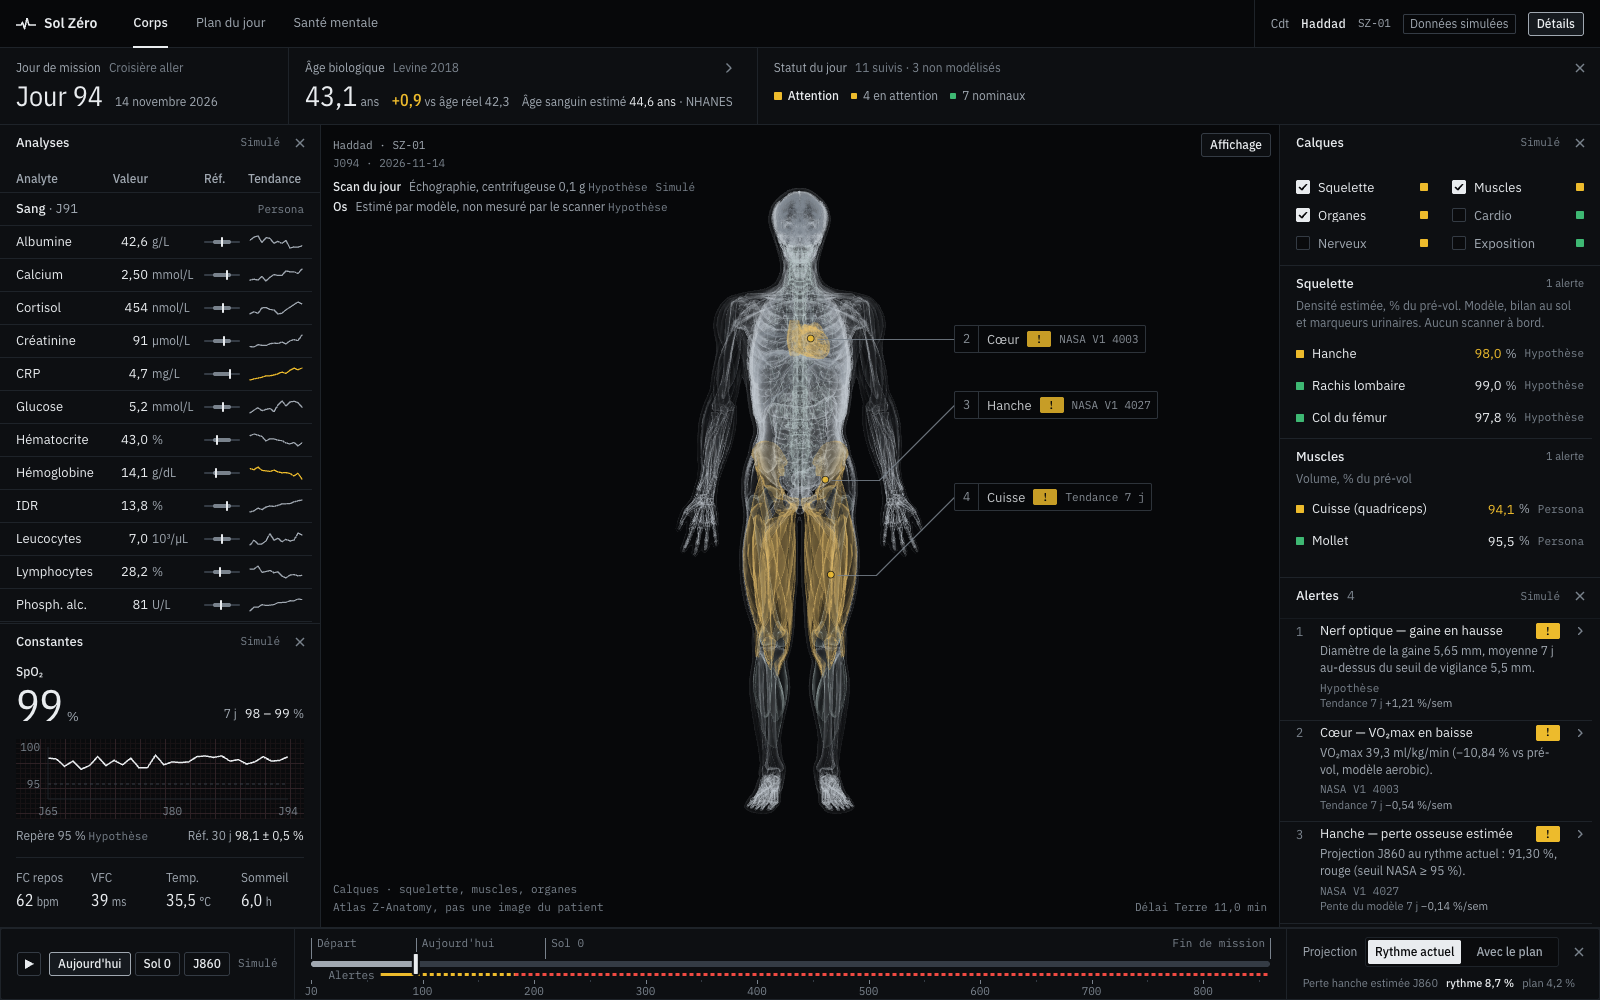 Sol Zéro
Corps
Plan du jour
Santé mentale
Cdt Haddad SZ-01
Données simulées
Détails
Jour de mission Croisière aller
Jour 94 14 novembre 2026
Âge biologique Levine 2018
43,1 ans +0,9 vs âge réel 42,3 Âge sanguin estimé 44,6 ans · NHANES
Statut du jour 11 suivis · 3 non modélisés
Attention 4 en attention 7 nominaux
Analyses Simulé
Analyte Valeur Réf. Tendance
Sang · J91 Persona
Albumine 42,6 g/L
Calcium 2,50 mmol/L
Cortisol 454 nmol/L
Créatinine 91 µmol/L
CRP 4,7 mg/L
Glucose 5,2 mmol/L
Hématocrite 43,0 %
Hémoglobine 14,1 g/dL
IDR 13,8 %
Leucocytes 7,0 10³/µL
Lymphocytes 28,2 %
Phosph. alc. 81 U/L
Constantes Simulé
SpO₂
99 % 7 j 98 – 99 %
100
95
J65 J80 J94
Repère 95 % Hypothèse Réf. 30 j 98,1 ± 0,5 %
FC repos VFC Temp. Sommeil
62 bpm 39 ms 35,5 °C 6,0 h
Haddad · SZ-01
J094 · 2026-11-14
Affichage
Scan du jour Échographie, centrifugeuse 0,1 g Hypothèse Simulé
Os Estimé par modèle, non mesuré par le scanner Hypothèse
2 Cœur ! NASA V1 4003
3 Hanche ! NASA V1 4027
4 Cuisse ! Tendance 7 j
Calques · squelette, muscles, organes
Atlas Z-Anatomy, pas une image du patient
Délai Terre 11,0 min
Calques Simulé
Squelette Muscles
Organes Cardio
Nerveux Exposition
Squelette 1 alerte
Densité estimée, % du pré-vol. Modèle, bilan au sol
et marqueurs urinaires. Aucun scanner à bord.
Hanche 98,0 % Hypothèse
Rachis lombaire 99,0 % Hypothèse
Col du fémur 97,8 % Hypothèse
Muscles 1 alerte
Volume, % du pré-vol
Cuisse (quadriceps) 94,1 % Persona
Mollet 95,5 % Persona
Alertes 4 Simulé
1 Nerf optique — gaine en hausse !
Diamètre de la gaine 5,65 mm, moyenne 7 j
au-dessus du seuil de vigilance 5,5 mm.
Hypothèse
Tendance 7 j +1,21 %/sem
2 Cœur — VO₂max en baisse !
VO₂max 39,3 ml/kg/min (−10,84 % vs pré-
vol, modèle aerobic).
NASA V1 4003
Tendance 7 j −0,54 %/sem
3 Hanche — perte osseuse estimée !
Projection J860 au rythme actuel : 91,30 %,
rouge (seuil NASA ≥ 95 %).
NASA V1 4027
Pente du modèle 7 j −0,14 %/sem
Aujourd'hui Sol 0 J860 Simulé
Départ Aujourd'hui Sol 0 Fin de mission
Alertes
J0 100 200 300 400 500 600 700 800
Projection Rythme actuel Avec le plan
Perte hanche estimée J860 rythme 8,7 % plan 4,2 %